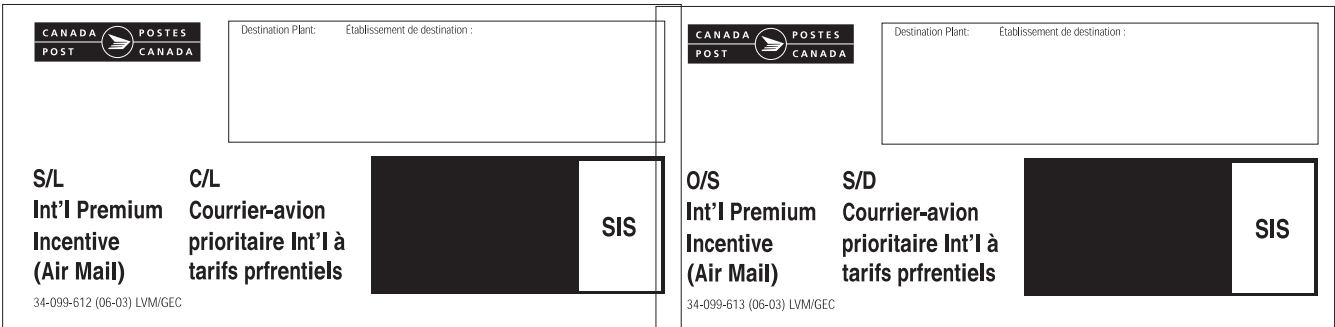 CANADA POSTES
POST CANADA
Destination Plant: Établissement de destination :
S/L
Int'l Premium
Incentive
(Air Mail)
C/L
Courrier-avion
prioritaire Int'l à
tarifs prfrentiels
SIS
34-099-612 (06-03) LVM/GEC
CANADA POSTES
POST CANADA
Destination Plant: Établissement de destination :
O/S
Int'l Premium
Incentive
(Air Mail)
S/D
Courrier-avion
prioritaire Int'l à
tarifs prfrentiels
SIS
34-099-613 (06-03) LVM/GEC